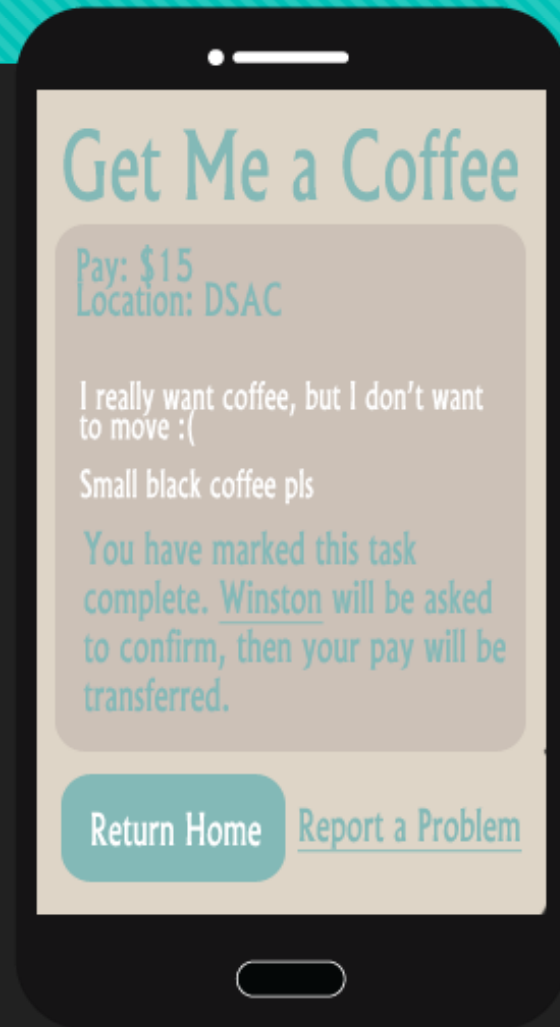 Get Me a Coffee
Pay: $15
Location: DSAC
I really want coffee, but I don't want
to move :(
Small black coffee pls
You have marked this task
complete. Winston will be asked
to confirm, then your pay will be
transferred.
Return Home
Report a Problem